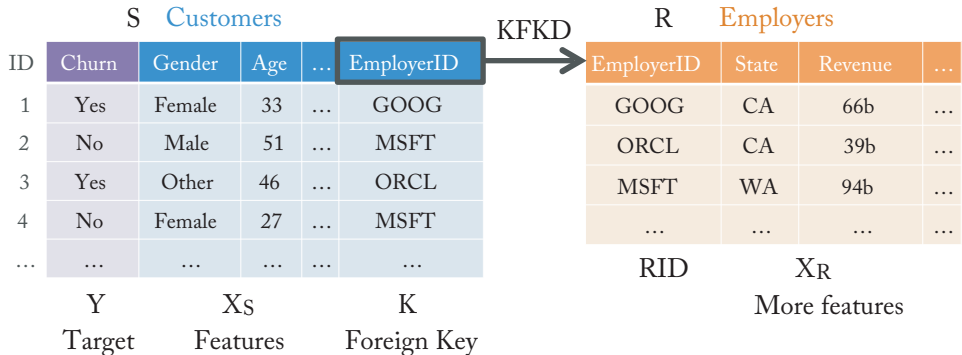 S Customers
KFKD
R Employers
ID Churn Gender Age ... EmployerID
1 Yes Female 33 ... GOOG
2 No Male 51 ... MSFT
3 Yes Other 46 ... ORCL
4 No Female 27 ... MSFT
... ... ... ... ... ...
Y XS K
Target Features Foreign Key
EmployerID State Revenue ...
GOOG CA 66b ...
ORCL CA 39b ...
MSFT WA 94b ...
... ... ... ...
RID XR
More features